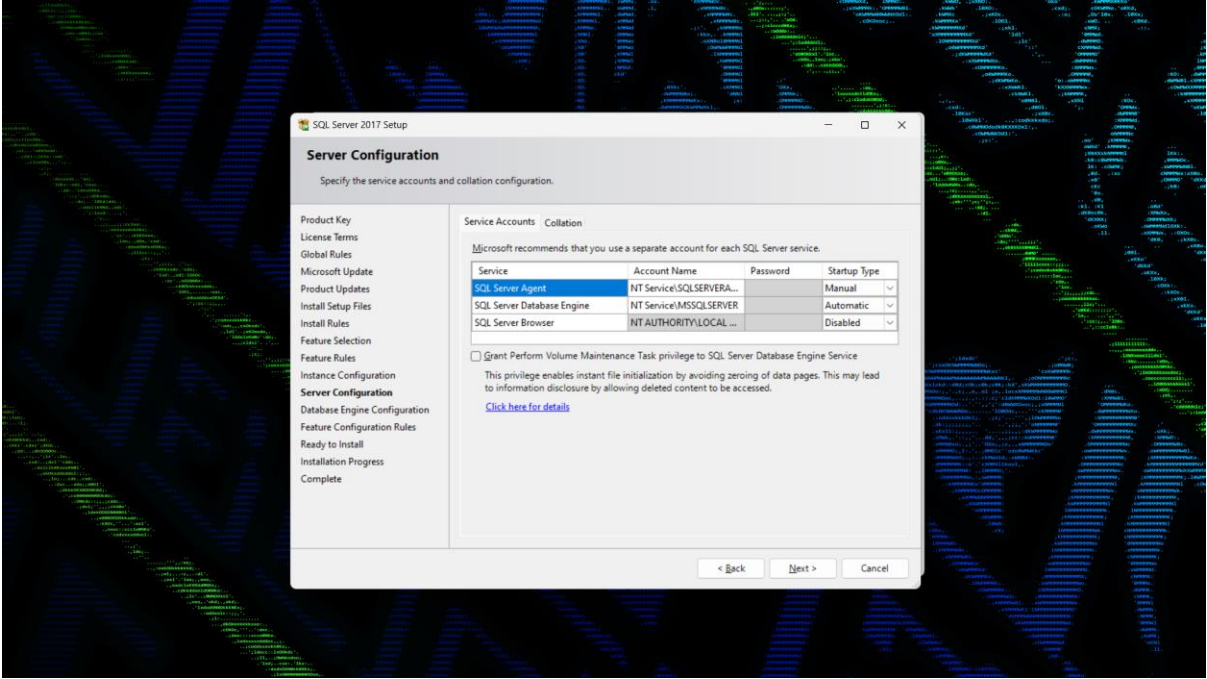 SQL Server 2017 Setup
Server Configuration
Specify the service accounts and collation configuration.
Product Key
License Terms
Global Rules
Microsoft Update
Product Updates
Install Setup Files
Install Rules
Feature Selection
Feature Rules
Instance Configuration
Server Configuration
Database Engine Configuration
Feature Configuration Rules
Ready to Install
Installation Progress
Complete
Service Accounts Collation
Microsoft recommends that you use a separate account for each SQL Server service.
Service Account Name Password Startup Type
SQL Server Agent NT Service\SQLSERVERA... Manual
SQL Server Database Engine NT Service\MSSQLSERVER Automatic
SQL Server Browser NT AUTHORITY\LOCAL ... Disabled
Grant Perform Volume Maintenance Task privilege to SQL Server Database Engine Service
This privilege enables instant file initialization by avoiding zeroing of data pages. This may lead
to information disclosure by allowing deleted content to be accessed.
Click here for details
< Back Next > Cancel